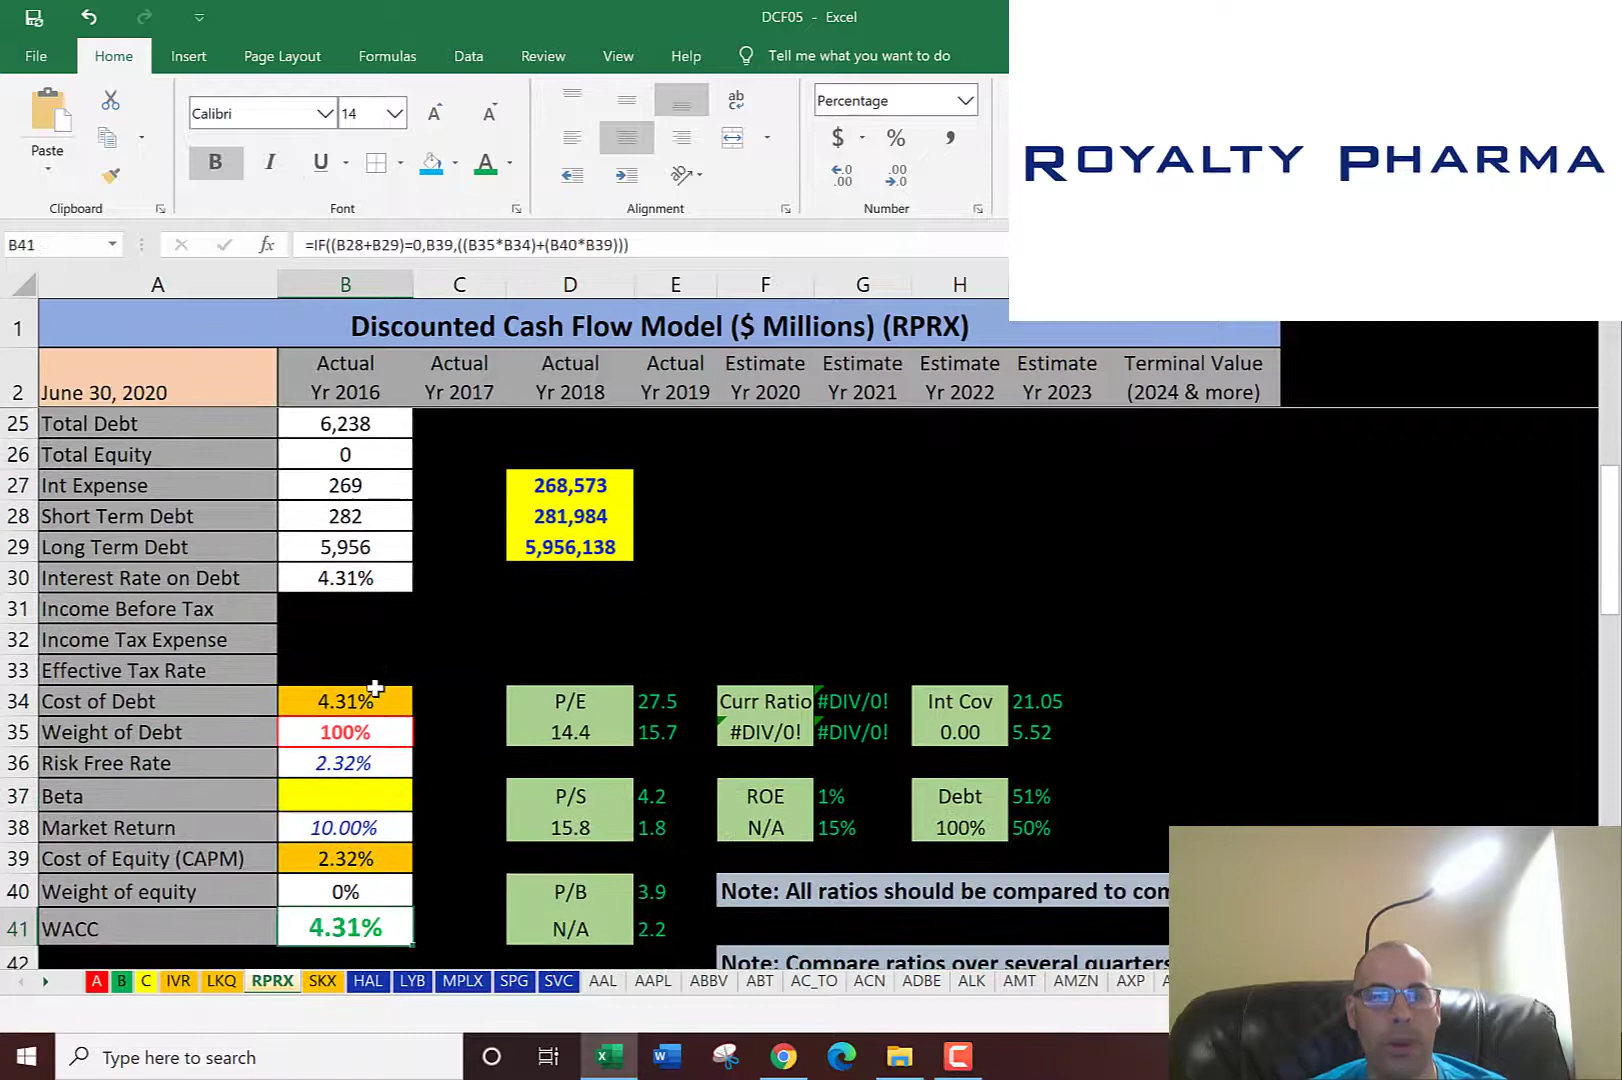 DCF05 - Excel
File Home Insert Page Layout Formulas Data Review View Help Tell me what you want to do
Paste
Calibri 14
B I U A
ab
c
Percentage
$ % ,
Clipboard Font Alignment Number
ROYALTY PHARMA
B41 fx =IF((B28+B29)=0,B39,((B35*B34)+(B40*B39)))
A B C D E F G H
1 Discounted Cash Flow Model ($ Millions) (RPRX)
Actual Actual Actual Actual Estimate Estimate Estimate Estimate Terminal Value
2 June 30, 2020 Yr 2016 Yr 2017 Yr 2018 Yr 2019 Yr 2020 Yr 2021 Yr 2022 Yr 2023 (2024 & more)
25 Total Debt 6,238
26 Total Equity 0
27 Int Expense 269 268,573
28 Short Term Debt 282 281,984
29 Long Term Debt 5,956 5,956,138
30 Interest Rate on Debt 4.31%
31 Income Before Tax
32 Income Tax Expense
33 Effective Tax Rate
34 Cost of Debt 4.31% P/E 27.5 Curr Ratio #DIV/0! Int Cov 21.05
35 Weight of Debt 100% 14.4 15.7 #DIV/0! #DIV/0! 0.00 5.52
36 Risk Free Rate 2.32%
37 Beta P/S 4.2 ROE 1% Debt 51%
38 Market Return 10.00% 15.8 1.8 N/A 15% 100% 50%
39 Cost of Equity (CAPM) 2.32%
40 Weight of equity 0% P/B 3.9 Note: All ratios should be compared to com
41 WACC 4.31% N/A 2.2
42 Note: Compare ratios over several quarters
A B C IVR LKQ RPRX SKX HAL LYB MPLX SPG SVC AAL AAPL ABBV ABT AC_TO ACN ADBE ALK AMT AMZN AXP
Type here to search